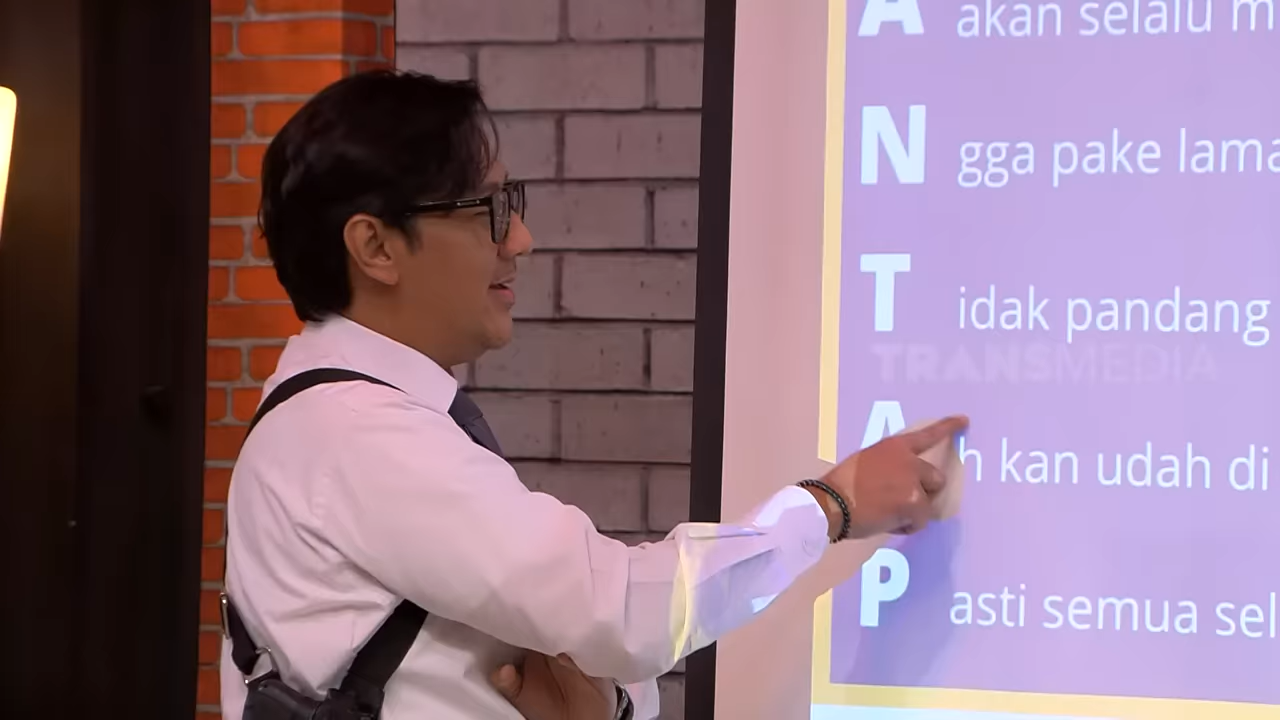 A akan selalu m
N gga pake lama
T idak pandang
TRANSMEDIA
A h kan udah di
P asti semua sel